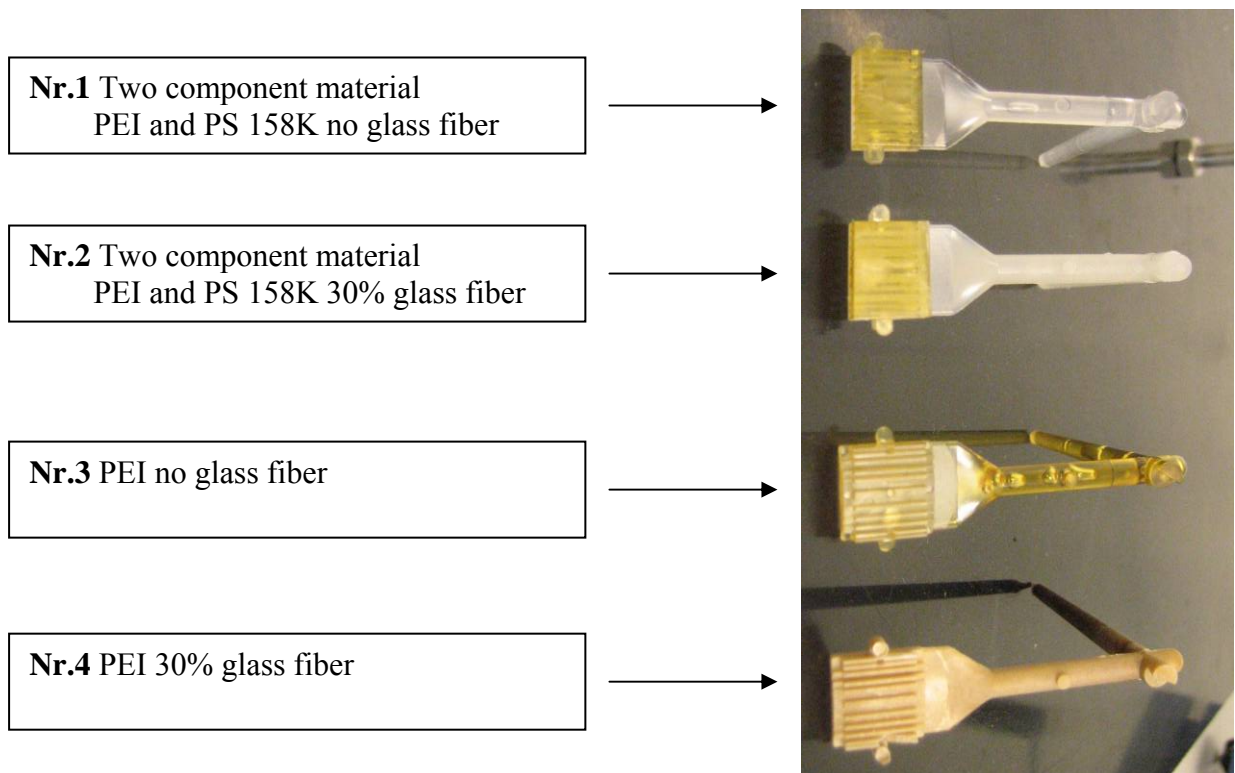 Nr.1 Two component material
PEI and PS 158K no glass fiber
Nr.2 Two component material
PEI and PS 158K 30% glass fiber
Nr.3 PEI no glass fiber
Nr.4 PEI 30% glass fiber